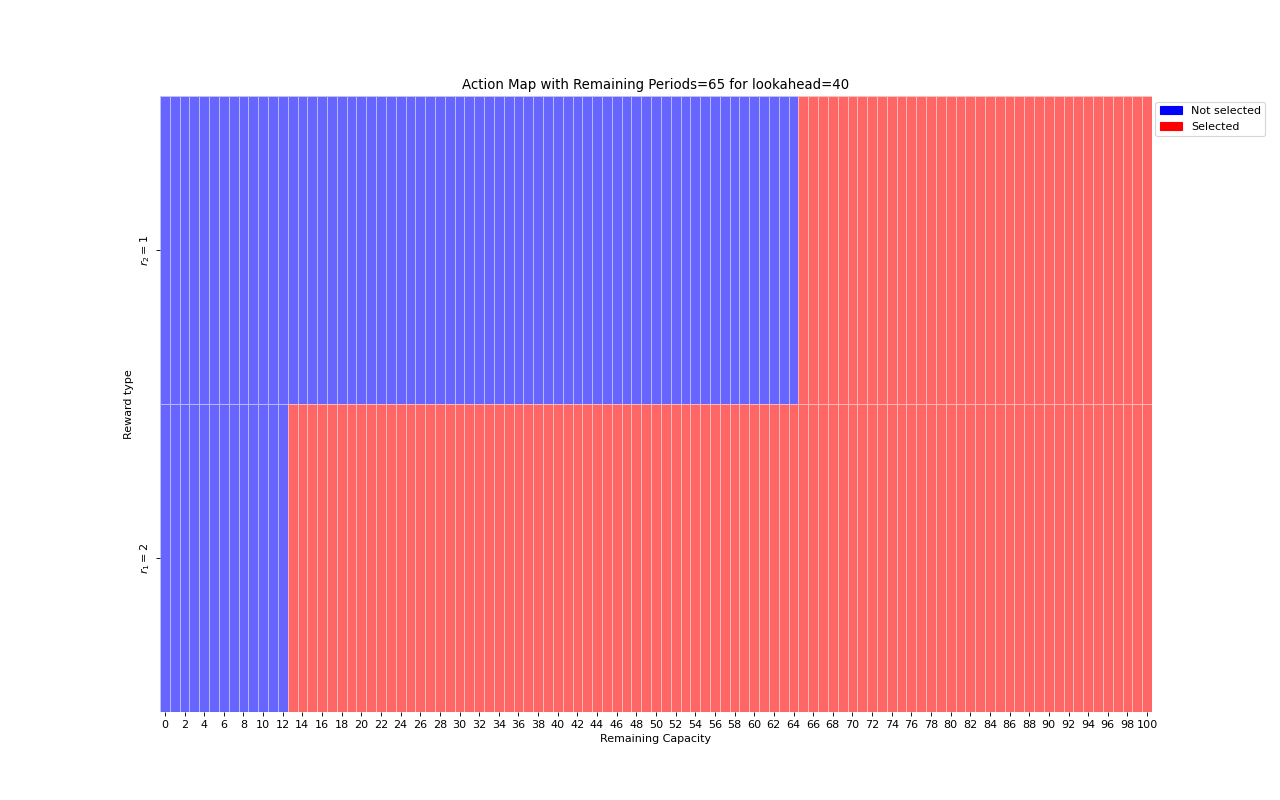 Action Map with Remaining Periods=65 for lookahead=40
Not selected
Selected
r₂ = 1
Reward type
r₁ = 2
0 2 4 6 8 10 12 14 16 18 20 22 24 26 28 30 32 34 36 38 40 42 44 46 48 50 52 54 56 58 60 62 64 66 68 70 72 74 76 78 80 82 84 86 88 90 92 94 96 98 100
Remaining Capacity